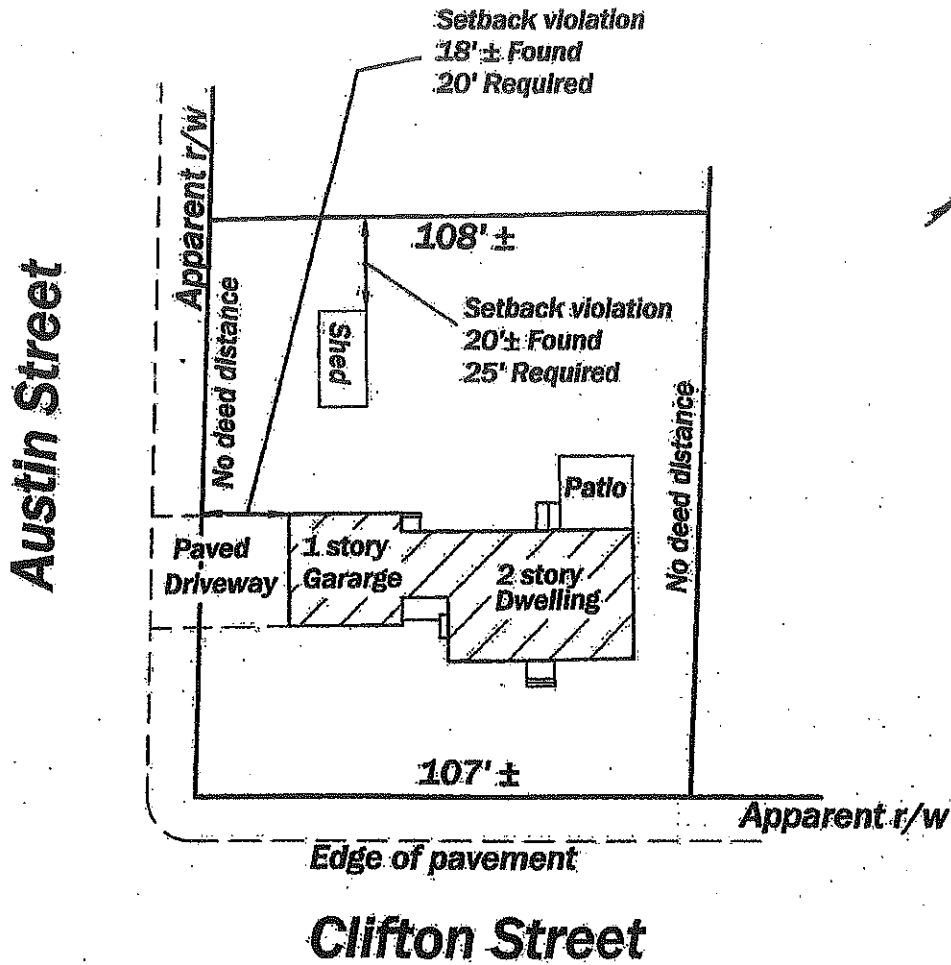 Setback violation
18' ± Found
20' Required
Apparent r/w
108' ±
No deed distance
Setback violation
20'± Found
25' Required
Shed
Austin Street
No deed distance
Patio
Paved
Driveway
1 story
Gararge
2 story
Dwelling
107' ±
Apparent r/w
Edge of pavement
Clifton Street